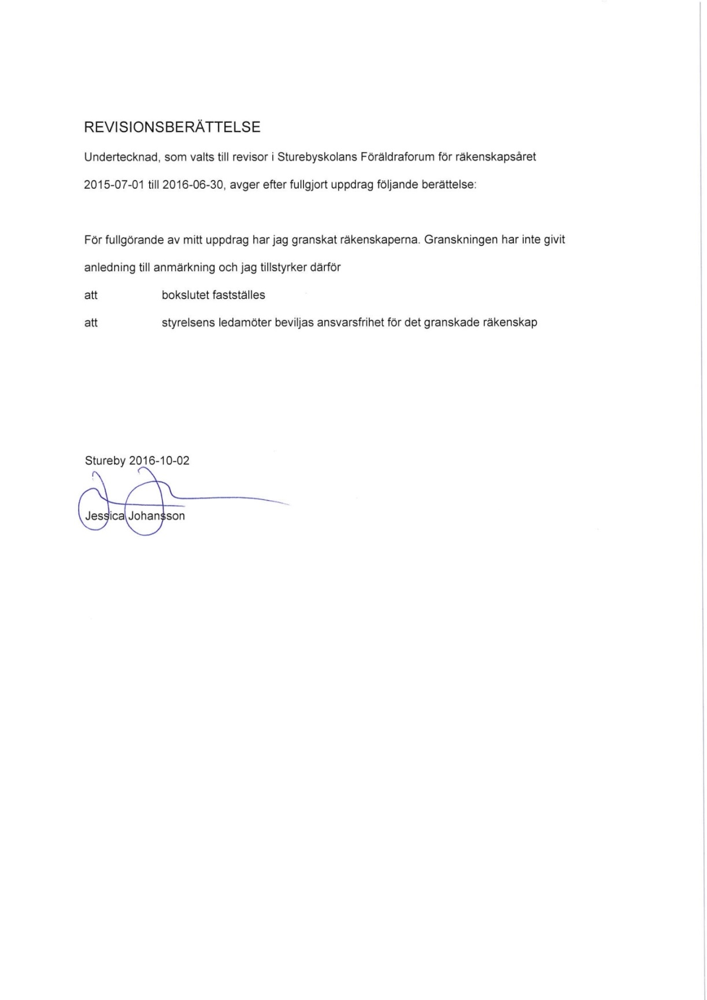 REVISIONSBERÄTTELSE
Undertecknad, som valts till revisor i Sturebyskolans Föräldraforum för räkenskapsåret
2015-07-01 till 2016-06-30, avger efter fullgjort uppdrag följande berättelse:
För fullgörande av mitt uppdrag har jag granskat räkenskaperna. Granskningen har inte givit
anledning till anmärkning och jag tillstyrker därför
att bokslutet fastställes
att styrelsens ledamöter beviljas ansvarsfrihet för det granskade räkenskap
Stureby 2016-10-02
Jessica Johansson